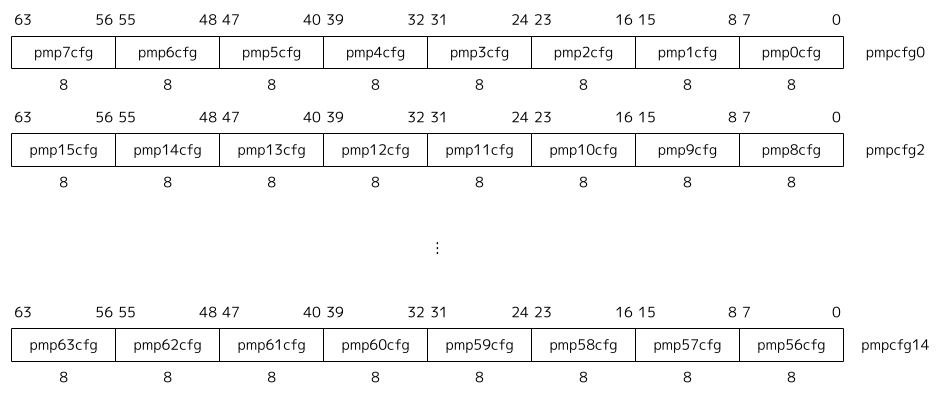 63 56 55 48 47 40 39 32 31 24 23 16 15 8 7 0
pmp7cfg pmp6cfg pmp5cfg pmp4cfg pmp3cfg pmp2cfg pmp1cfg pmp0cfg pmpcfg0
8 8 8 8 8 8 8 8
63 56 55 48 47 40 39 32 31 24 23 16 15 8 7 0
pmp15cfg pmp14cfg pmp13cfg pmp12cfg pmp11cfg pmp10cfg pmp9cfg pmp8cfg pmpcfg2
8 8 8 8 8 8 8 8
⋮
63 56 55 48 47 40 39 32 31 24 23 16 15 8 7 0
pmp63cfg pmp62cfg pmp61cfg pmp60cfg pmp59cfg pmp58cfg pmp57cfg pmp56cfg pmpcfg14
8 8 8 8 8 8 8 8